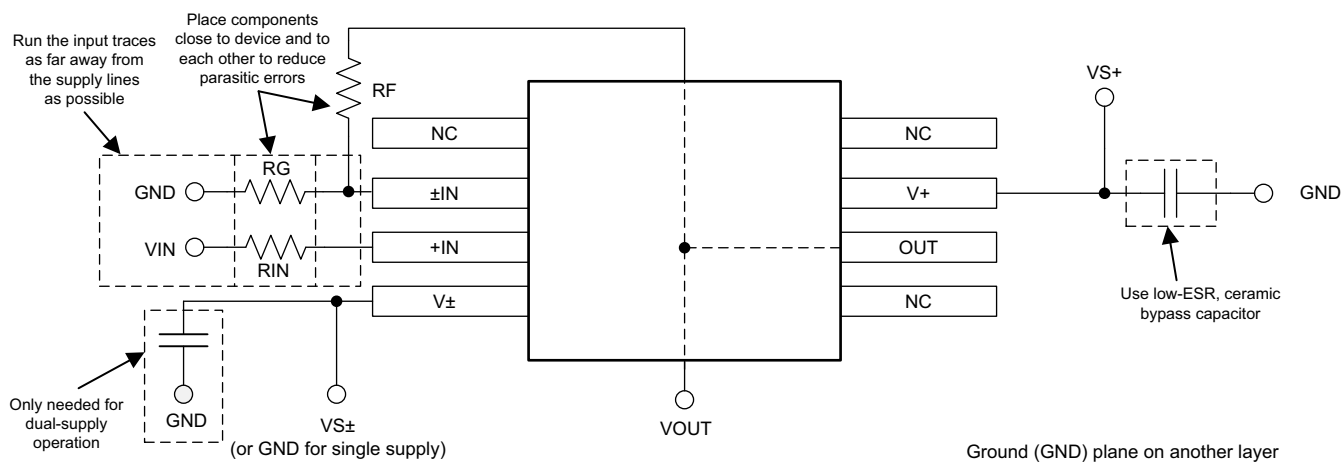 Place components
close to device and to
each other to reduce
parasitic errors
Run the input traces
as far away from
the supply lines
as possible
RF
VS+
NC
NC
RG
GND
±IN
V+
GND
VIN
+IN
OUT
RIN
V±
NC
Use low-ESR, ceramic
bypass capacitor
Only needed for
dual-supply
operation
GND
VS±
(or GND for single supply)
VOUT
Ground (GND) plane on another layer